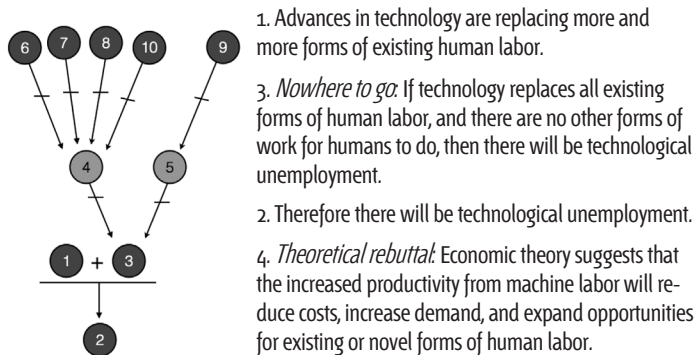 6 7 8 10 9
4 5
1 + 3
2
1. Advances in technology are replacing more and
more forms of existing human labor.
3. Nowhere to go: If technology replaces all existing
forms of human labor, and there are no other forms of
work for humans to do, then there will be technological
unemployment.
2. Therefore there will be technological unemployment.
4. Theoretical rebuttal: Economic theory suggests that
the increased productivity from machine labor will re-
duce costs, increase demand, and expand opportunities
for existing or novel forms of human labor.